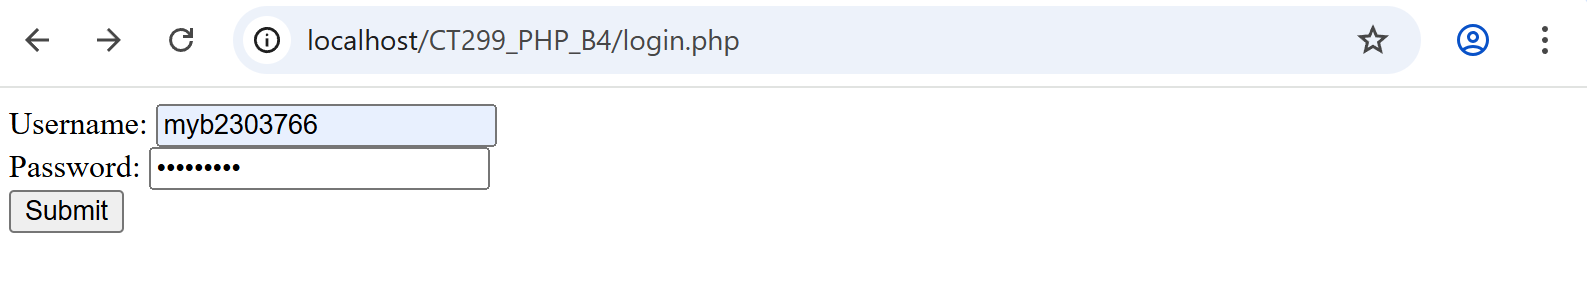 localhost/CT299_PHP_B4/login.php
Username: myb2303766
Password: •••••••••
Submit